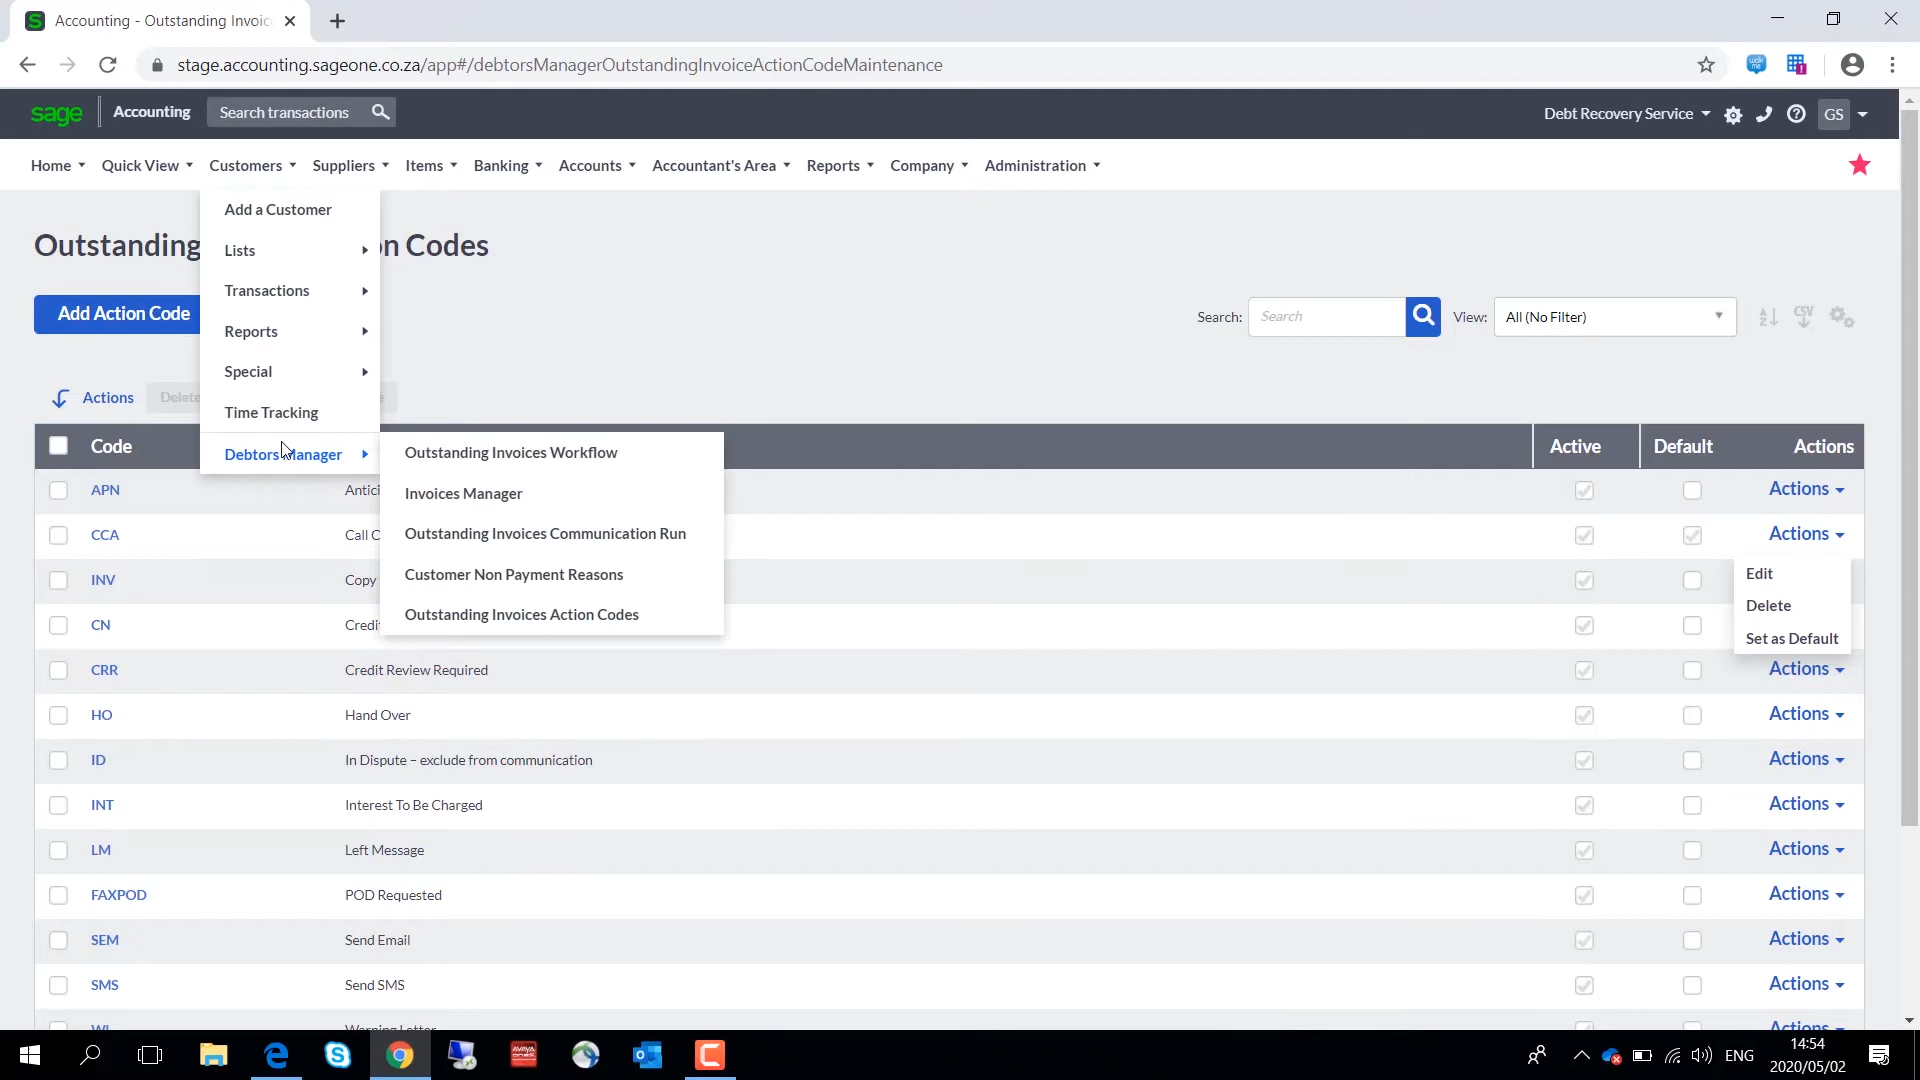 Accounting - Outstanding Invoic
stage.accounting.sageone.co.za/app#/debtorsManagerOutstandingInvoiceActionCodeMaintenance
sage Accounting Search transactions Debt Recovery Service GS
Home Quick View Customers Suppliers Items Banking Accounts Accountant's Area Reports Company Administration
Add a Customer
Outstanding n Codes
Lists
Transactions
Add Action Code
Search: Search View: All (No Filter) CSV
Reports
Special
Actions Delete
Time Tracking
Code Active Default Actions
Debtors Manager
Outstanding Invoices Workflow
Invoices Manager
Outstanding Invoices Communication Run
Customer Non Payment Reasons
Outstanding Invoices Action Codes
APN Antici Actions
CCA Call C Actions
Edit
Delete
Set as Default
INV Copy
CN Credi
CRR Credit Review Required Actions
HO Hand Over Actions
ID In Dispute – exclude from communication Actions
INT Interest To Be Charged Actions
LM Left Message Actions
FAXPOD POD Requested Actions
SEM Send Email Actions
SMS Send SMS Actions
WL Warning Letter Actions
ENG
14:54
2020/05/02